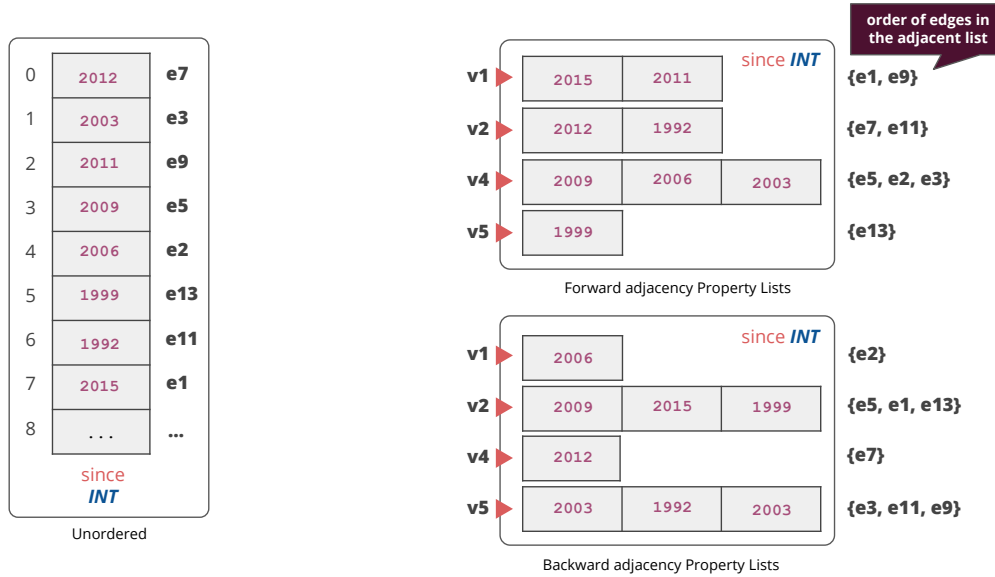 0 2012 e7
1 2003 e3
2 2011 e9
3 2009 e5
4 2006 e2
5 1999 e13
6 1992 e11
7 2015 e1
8 ... ...
since
INT
Unordered
order of edges in
the adjacent list
since INT
v1 2015 2011 {e1, e9}
v2 2012 1992 {e7, e11}
v4 2009 2006 2003 {e5, e2, e3}
v5 1999 {e13}
Forward adjacency Property Lists
since INT
v1 2006 {e2}
v2 2009 2015 1999 {e5, e1, e13}
v4 2012 {e7}
v5 2003 1992 2003 {e3, e11, e9}
Backward adjacency Property Lists